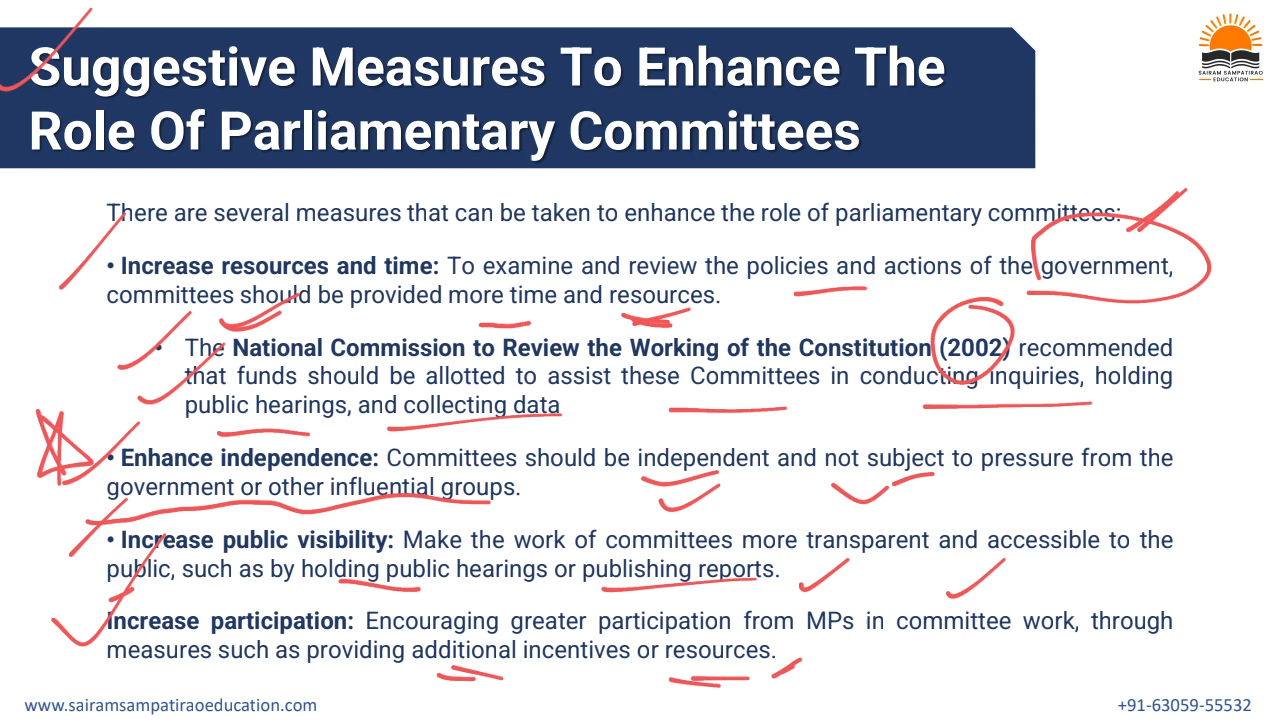 Suggestive Measures To Enhance The
Role Of Parliamentary Committees
SAIRAM SAMPATIRAO
EDUCATION
There are several measures that can be taken to enhance the role of parliamentary committees:
• Increase resources and time: To examine and review the policies and actions of the government,
committees should be provided more time and resources.
• The National Commission to Review the Working of the Constitution (2002) recommended
that funds should be allotted to assist these Committees in conducting inquiries, holding
public hearings, and collecting data
• Enhance independence: Committees should be independent and not subject to pressure from the
government or other influential groups.
• Increase public visibility: Make the work of committees more transparent and accessible to the
public, such as by holding public hearings or publishing reports.
Increase participation: Encouraging greater participation from MPs in committee work, through
measures such as providing additional incentives or resources.
www.sairamsampatiraoeducation.com
+91-63059-55532